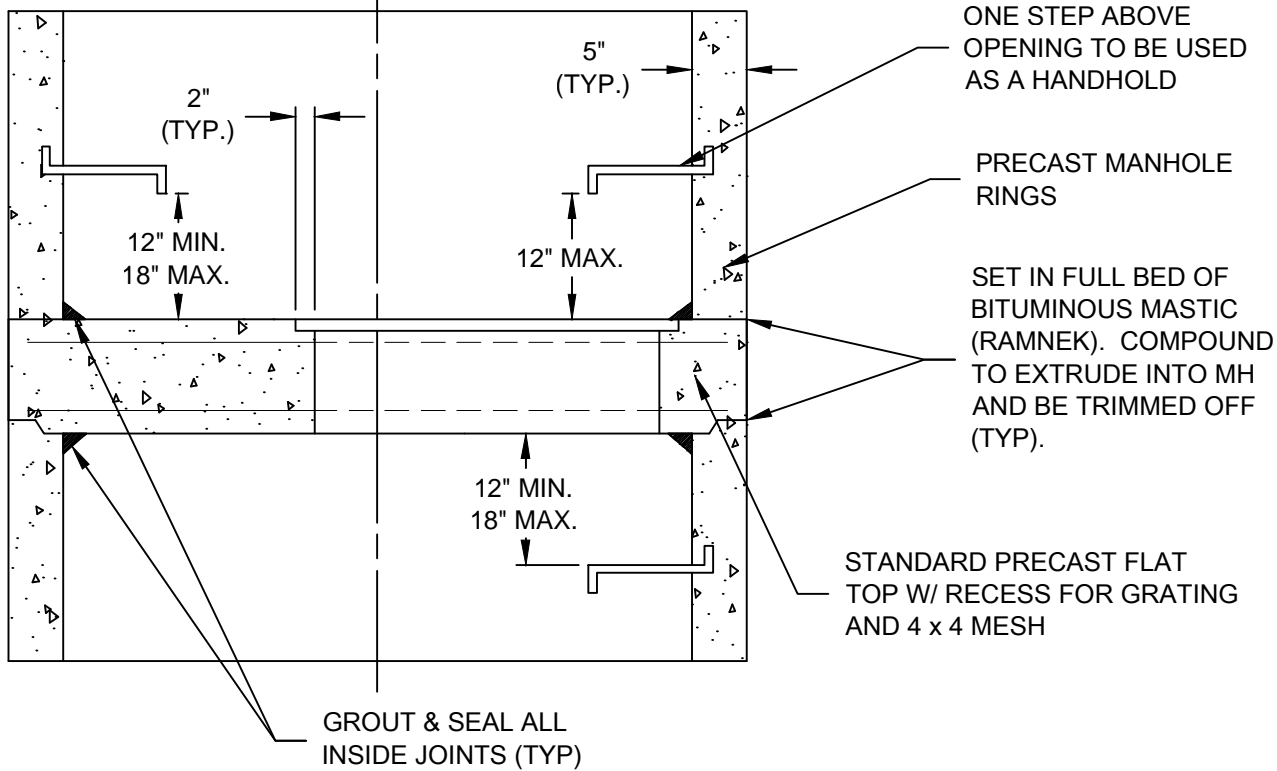 ONE STEP ABOVE
OPENING TO BE USED
AS A HANDHOLD
5"
(TYP.)
2"
(TYP.)
PRECAST MANHOLE
RINGS
12" MIN.
18" MAX.
12" MAX.
SET IN FULL BED OF
BITUMINOUS MASTIC
(RAMNEK). COMPOUND
TO EXTRUDE INTO MH
AND BE TRIMMED OFF
(TYP).
12" MIN.
18" MAX.
STANDARD PRECAST FLAT
TOP W/ RECESS FOR GRATING
AND 4 x 4 MESH
GROUT & SEAL ALL
INSIDE JOINTS (TYP)